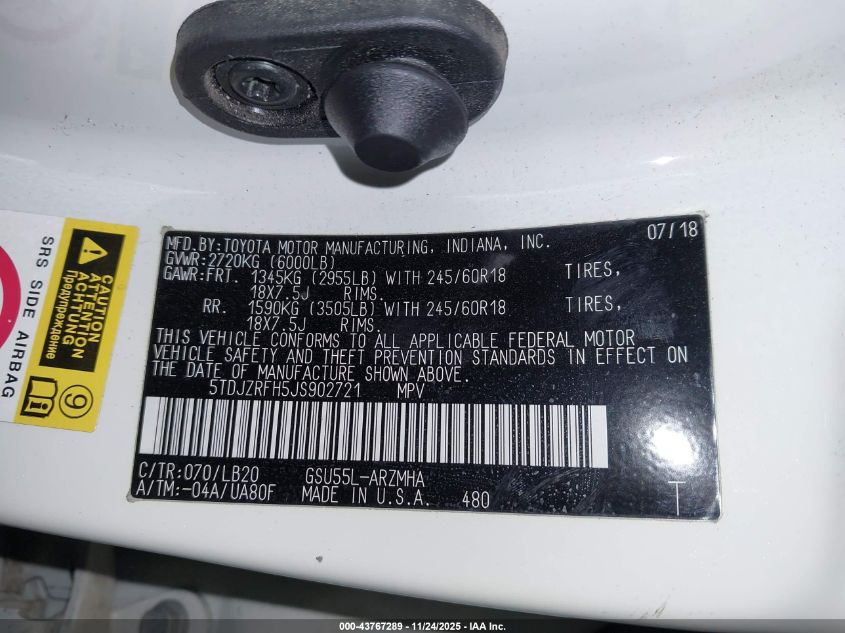 MFD.BY:TOYOTA MOTOR MANUFACTURING, INDIANA, INC. 07/18
GVWR:2720KG (6000LB)
GAWR:FRT. 1345KG (2955LB) WITH 245/60R18 TIRES,
18X7.5J RIMS.
RR. 1590KG (3505LB) WITH 245/60R18 TIRES,
18X7.5J RIMS.
THIS VEHICLE CONFORMS TO ALL APPLICABLE FEDERAL MOTOR
VEHICLE SAFETY AND THEFT PREVENTION STANDARDS IN EFFECT ON
THE DATE OF MANUFACTURE SHOWN ABOVE.
5TDJZRFH5JS902721 MPV
C/TR:070/LB20 GSU55L-ARZMHA
A/TM:-04A/UA80F MADE IN U.S.A. 480 T
SRS SIDE AIRBAG
CAUTION
ATTENTION
ACHTUNG
Предупреждение
9
000-43767289 - 11/24/2025 - IAA Inc.